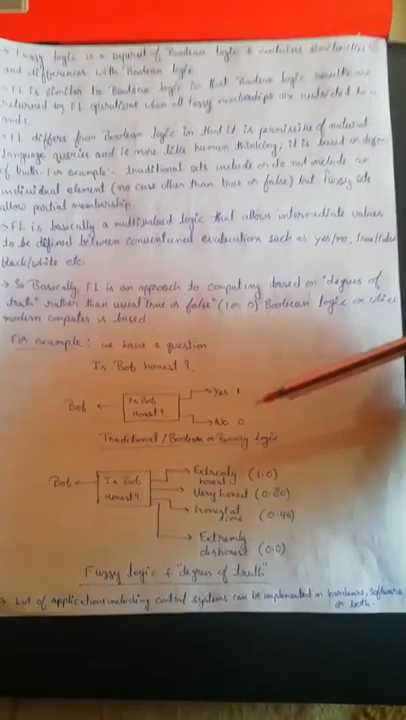 → Fuzzy logic is a superset of Boolean logic & contains similarities
and differences with Boolean logic.
→ FL is similar to Boolean logic in that Boolean logic results are
returned by FL operations when all fuzzy memberships are restricted to 0
and 1.
→ FL differs from Boolean logic in that it is permissive of natural
language queries and is more like human thinking; it is based on degrees
of truth. For example:- Traditional sets include or do not include an
individual element (no case other than true or false) but fuzzy sets
allow partial membership.
→ FL is basically a multivalued logic that allows intermediate values
to be defined between conventional evaluations such as yes/no, true/false
black/white etc.
→ So Basically, FL is an approach to computing based on "degrees of
truth" rather than usual "true or false" (1 or 0) Boolean logic on which
modern computer is based.
For example: we have a question
Is Bob honest?
Bob
Is Bob
Honest?
Yes 1
No 0
Traditional/Boolean or Binary Logic
Bob
Is Bob
Honest?
Extremely
honest (1.0)
Very honest (0.80)
honest at
time (0.40)
Extremely
dishonest (0.0)
Fuzzy logic & "degrees of truth"
→ Lot of applications including control systems can be implemented in hardware, software
or both.